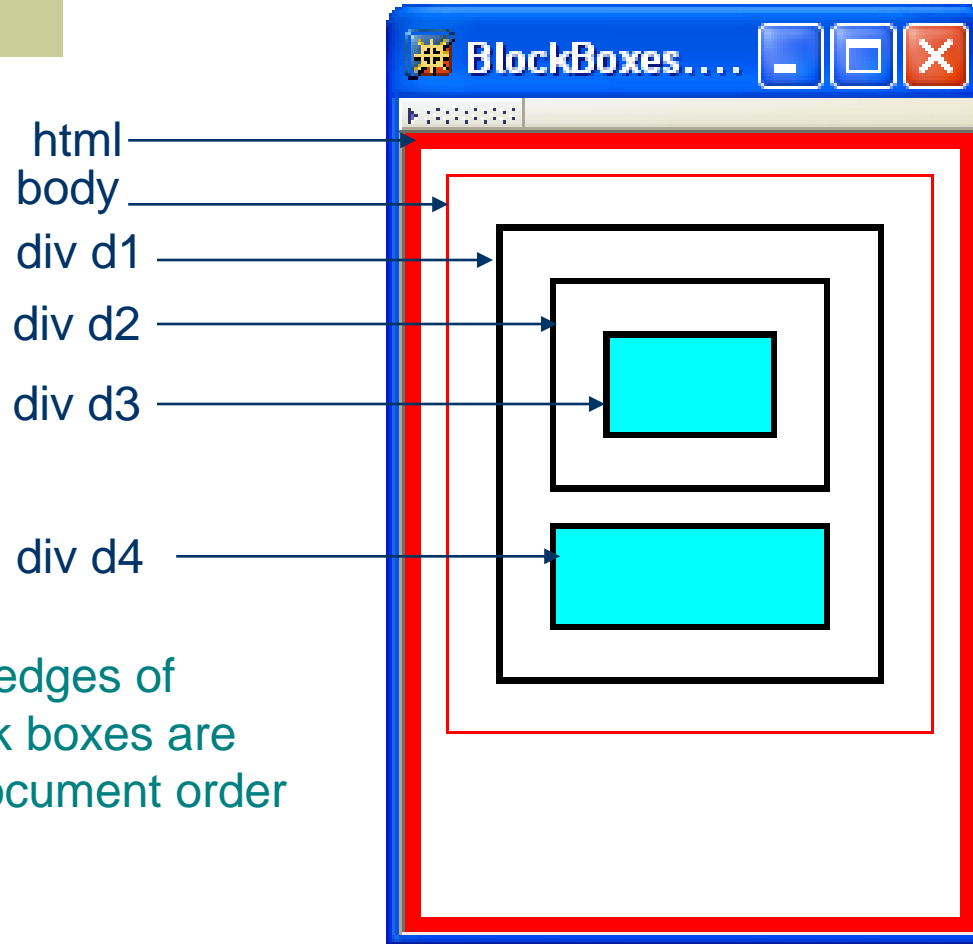 BlockBoxes....
html
body
div d1
div d2
div d3
div d4
edges of
k boxes are
ocument order